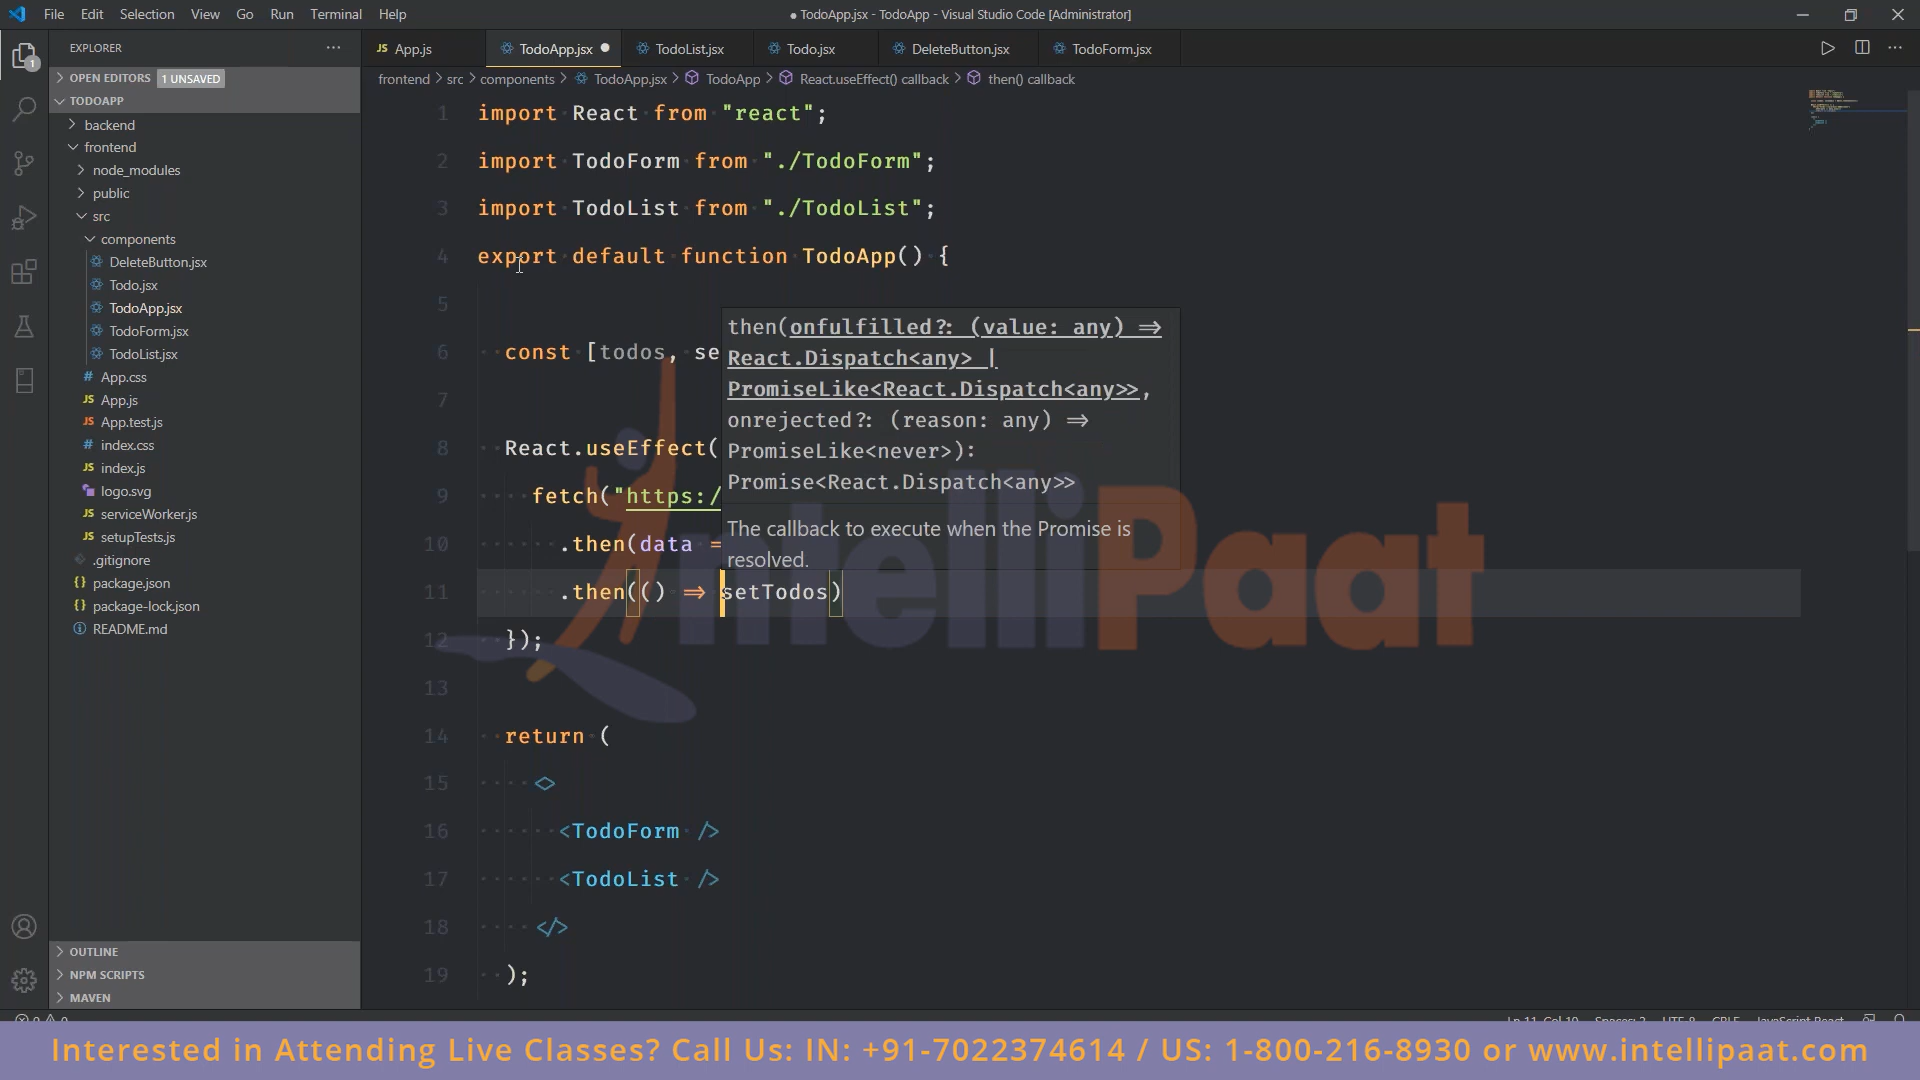 File Edit Selection View Go Run Terminal Help
● TodoApp.jsx - TodoApp - Visual Studio Code [Administrator]
EXPLORER
1
OPEN EDITORS 1 UNSAVED
TODOAPP
backend
frontend
node_modules
public
src
components
DeleteButton.jsx
Todo.jsx
TodoApp.jsx
TodoForm.jsx
TodoList.jsx
App.css
JS App.js
JS App.test.js
index.css
JS index.js
logo.svg
JS serviceWorker.js
JS setupTests.js
.gitignore
package.json
package-lock.json
README.md
OUTLINE
NPM SCRIPTS
MAVEN
JS App.js TodoApp.jsx TodoList.jsx Todo.jsx DeleteButton.jsx TodoForm.jsx
frontend > src > components > TodoApp.jsx > TodoApp > React.useEffect() callback > then() callback
1 import React from "react";
2 import TodoForm from "./TodoForm";
3 import TodoList from "./TodoList";
4 export default function TodoApp() {
5
6 const [todos, se
7
8 React.useEffect(
9 fetch("https:/
10 .then(data =
11 .then(() => setTodos)
12 });
13
14 return (
15 <>
16 <TodoForm />
17 <TodoList />
18 </>
19 );
then(onfulfilled?: (value: any) =>
React.Dispatch<any> |
PromiseLike<React.Dispatch<any>>,
onrejected?: (reason: any) =>
PromiseLike<never>):
Promise<React.Dispatch<any>>
The callback to execute when the Promise is
resolved.
IntelliPaat
Interested in Attending Live Classes? Call Us: IN: +91-7022374614 / US: 1-800-216-8930 or www.intellipaat.com